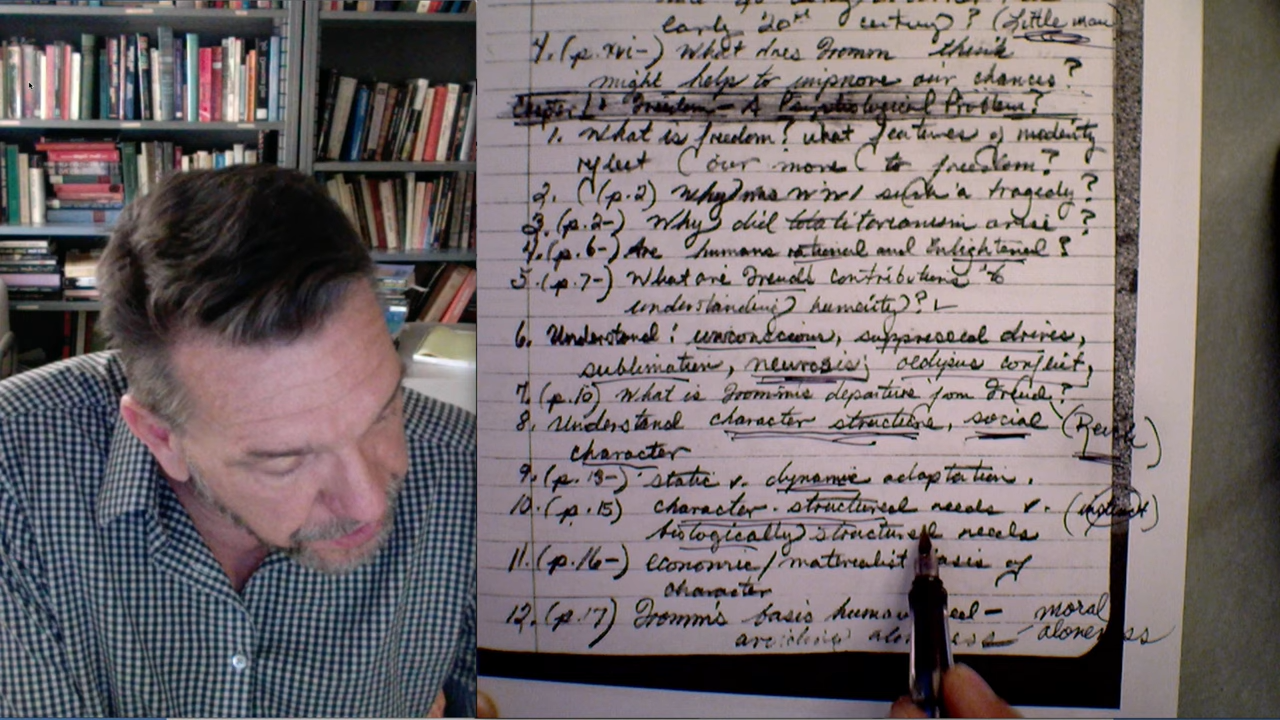 early 20th century? (Little man)
4. (p. xvi-) What does Fromm think
might help to improve our chances?
Chapter 1: Freedom - A Psychological Problem?
1. What is freedom? What features of modernity
reflect (our move) to freedom?
2. (p.2) Why was WWI such a tragedy?
3. (p.2-) Why did totalitarianism arise?
4. (p.6-) Are humans rational and Enlightened?
5. (p.7-) What are Freud's contributions to
understanding humanity?
6. Understand: unconscious, suppressed drives,
sublimation, neurosis; oedipus conflict,
7. (p.10) What is Fromm's departure from Freud?
8. Understand character structure, social
character
9. (p.13-) static v. dynamic adaptation.
10. (p.15) character-structured needs v. (instinct)
biologically structured needs
11. (p.16-) economic/materialist basis of
character
12. (p.17) Fromm's basis human need - moral
avoiding aloneness aloneness